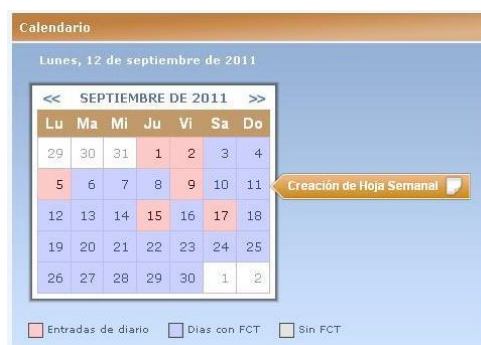 Calendario
Lunes, 12 de septiembre de 2011
<< SEPTIEMBRE DE 2011 >>
Lu Ma Mi Ju Vi Sa Do
29 30 31 1 2 3 4
5 6 7 8 9 10 11 Creación de Hoja Semanal
12 13 14 15 16 17 18
19 20 21 22 23 24 25
26 27 28 29 30 1 2
Entradas de diario Dias con FCT Sin FCT